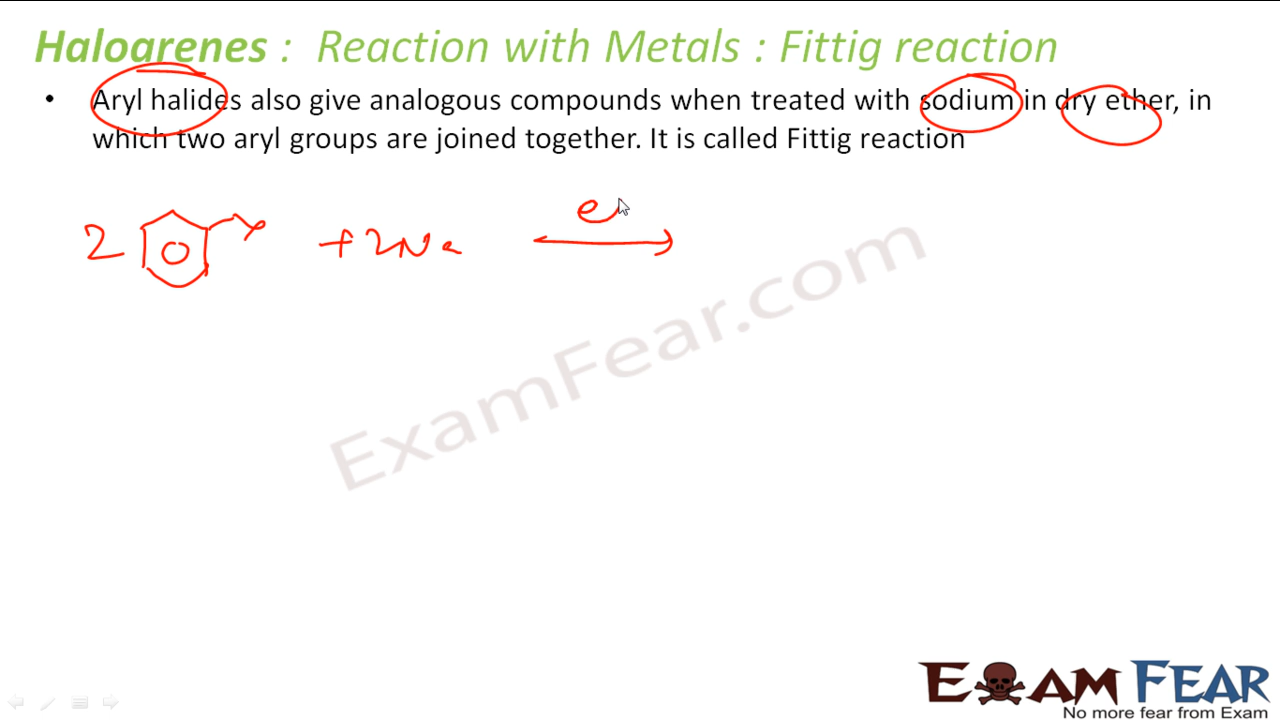 Haloarenes : Reaction with Metals : Fittig reaction
• Aryl halides also give analogous compounds when treated with sodium in dry ether, in
which two aryl groups are joined together. It is called Fittig reaction
e
2 +2Na
ExamFear.com
EXAM FEAR
No more fear from Exam